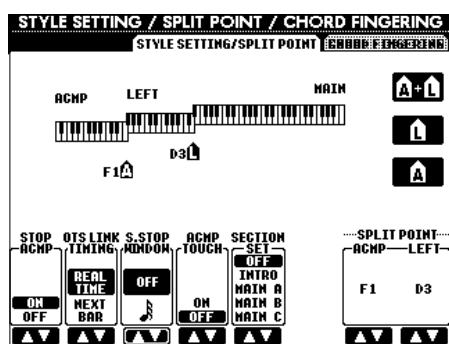 STYLE SETTING / SPLIT POINT / CHORD FINGERING
STYLE SETTING/SPLIT POINT CHORD FINGERING
ACMP LEFT MAIN
A+L
L
A
D3 L
F1 A
STOP ACMP
ON
OFF
OTS LINK TIMING
REAL TIME
NEXT BAR
S.STOP WINDOW
OFF
ACMP TOUCH
ON
OFF
SECTION SET
OFF
INTRO
MAIN A
MAIN B
MAIN C
SPLIT POINT
ACMP LEFT
F1 D3